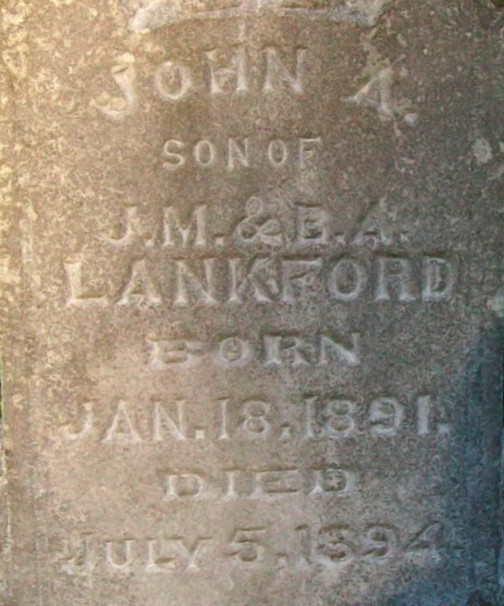 JOHN A.
SON OF
J.M. & B.A.
LANKFORD
BORN
JAN. 18, 1891.
DIED
JULY 5, 1894.